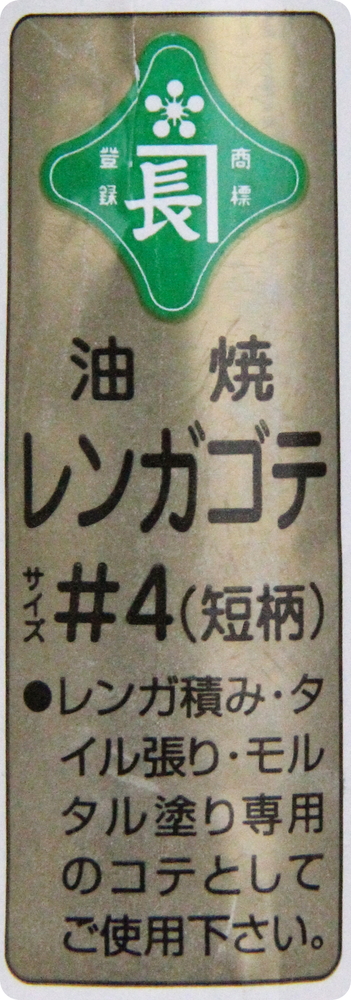 商標
登録
長
油 焼
レンガゴテ
サイズ #4(短柄)
●レンガ積み・タ
イル張り・モル
タル塗り専用
のコテとして
ご使用下さい。